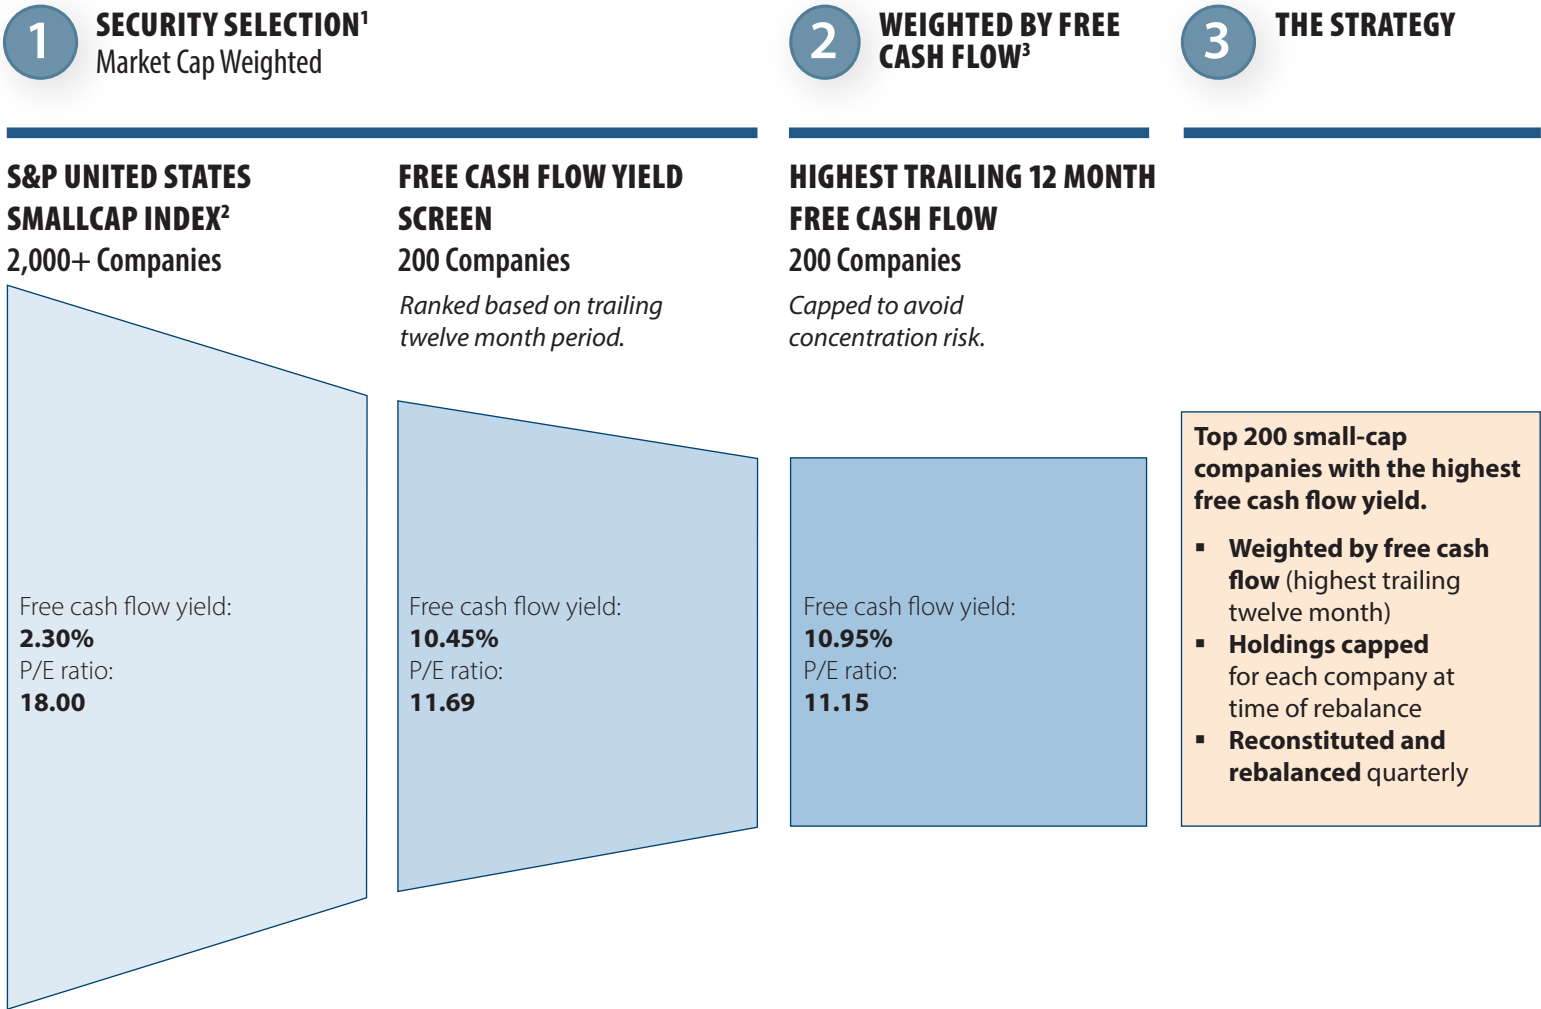 1
SECURITY SELECTION¹
Market Cap Weighted
2
WEIGHTED BY FREE
CASH FLOW³
3
THE STRATEGY
S&P UNITED STATES
SMALLCAP INDEX²
2,000+ Companies
FREE CASH FLOW YIELD
SCREEN
200 Companies
Ranked based on trailing
twelve month period.
HIGHEST TRAILING 12 MONTH
FREE CASH FLOW
200 Companies
Capped to avoid
concentration risk.
Free cash flow yield:
2.30%
P/E ratio:
18.00
Free cash flow yield:
10.45%
P/E ratio:
11.69
Free cash flow yield:
10.95%
P/E ratio:
11.15
Top 200 small-cap
companies with the highest
free cash flow yield.
▪ Weighted by free cash
flow (highest trailing
twelve month)
▪ Holdings capped
for each company at
time of rebalance
▪ Reconstituted and
rebalanced quarterly